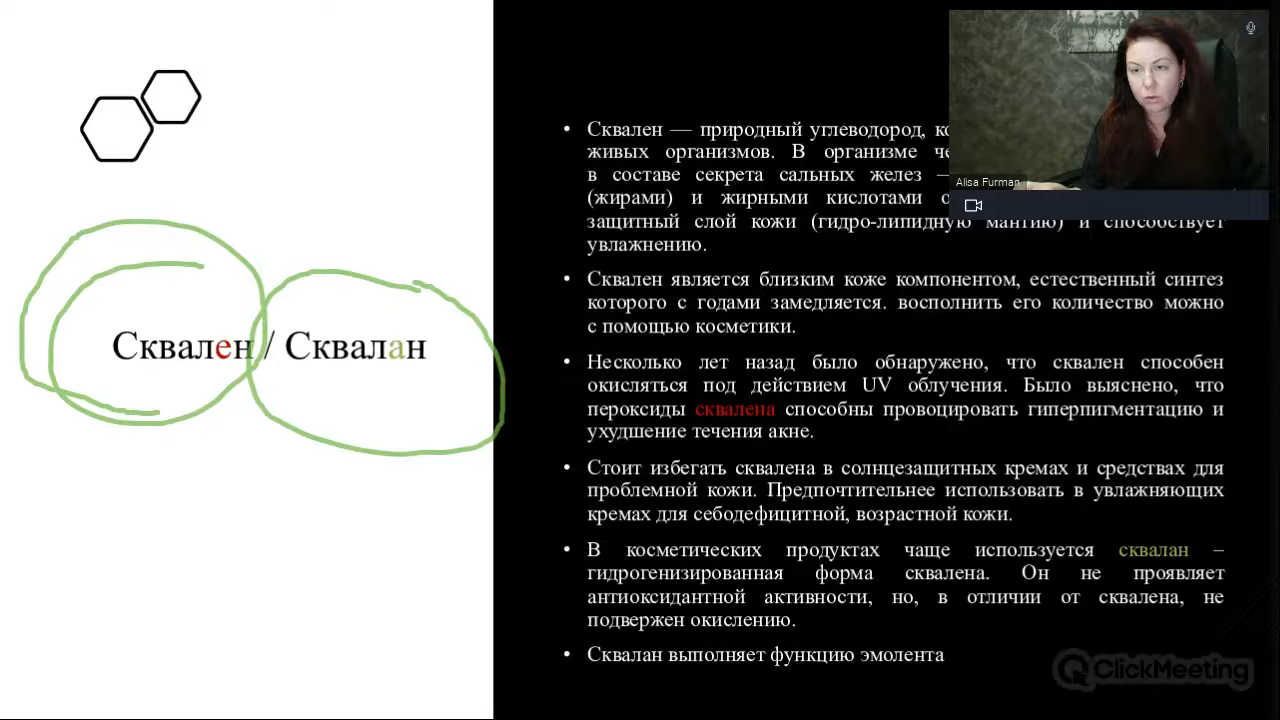 Сквален / Сквалан
• Сквален — природный углеводород,
живых организмов. В организме
в составе секрета сальных желез —
(жирами) и жирными кислотами
защитный слой кожи (гидро-липидную мантию) и способствует
увлажнению.
• Сквален является близким коже компонентом, естественный синтез
которого с годами замедляется. восполнить его количество можно
с помощью косметики.
• Несколько лет назад было обнаружено, что сквален способен
окисляться под действием UV облучения. Было выяснено, что
пероксиды сквалена способны провоцировать гиперпигментацию и
ухудшение течения акне.
• Стоит избегать сквалена в солнцезащитных кремах и средствах для
проблемной кожи. Предпочтительнее использовать в увлажняющих
кремах для себодефицитной, возрастной кожи.
• В косметических продуктах чаще используется сквалан –
гидрогенизированная форма сквалена. Он не проявляет
антиоксидантной активности, но, в отличии от сквалена, не
подвержен окислению.
• Сквалан выполняет функцию эмолента
Alisa Furman
ClickMeeting